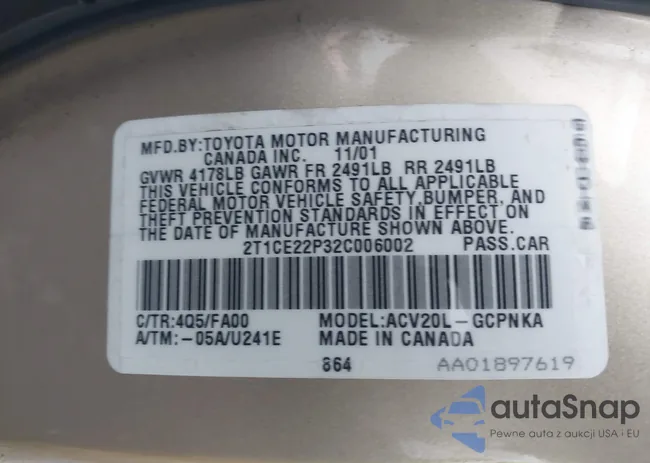 MFD.BY:TOYOTA MOTOR MANUFACTURING
CANADA INC. 11/01
GVWR 4178LB GAWR FR 2491LB RR 2491LB
THIS VEHICLE CONFORMS TO ALL APPLICABLE
FEDERAL MOTOR VEHICLE SAFETY,BUMPER, AND
THEFT PREVENTION STANDARDS IN EFFECT ON
THE DATE OF MANUFACTURE SHOWN ABOVE.
2T1CE22P32C006002 PASS.CAR
C/TR:4Q5/FA00 MODEL:ACV20L-GCPNKA
A/TM:-05A/U241E MADE IN CANADA
864 AA01897619
autoSnap
Pewne auta z aukcji USA i EU